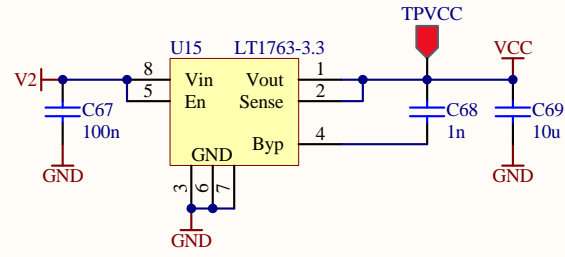 TPVCC
U15 LT1763-3.3 VCC
V2 8 Vin Vout 1
5 En Sense 2
C67 C68 C69
100n Byp 4 1n 10u
GND
3 6 7
GND GND
GND